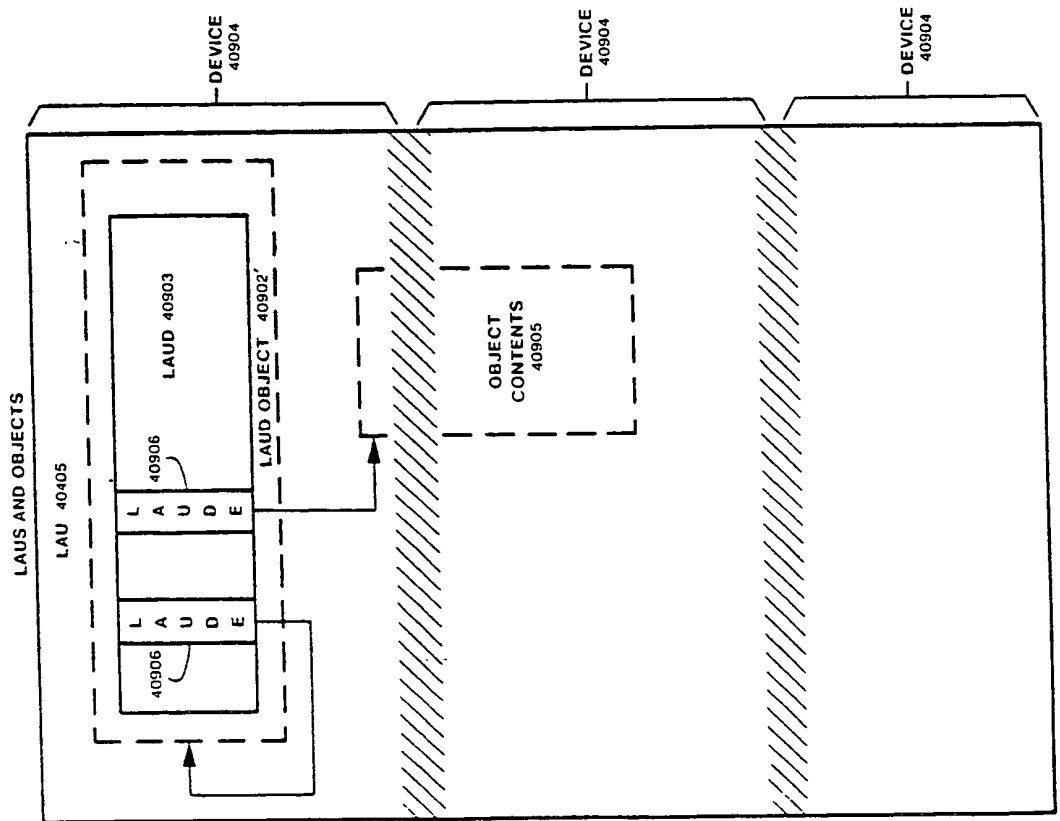 LAUS AND OBJECTS
LAU 40405
40906
40906
L A U D E
L A U D E
LAUD 40903
LAUD OBJECT 40902'
OBJECT
CONTENTS
40905
DEVICE
40904
DEVICE
40904
DEVICE
40904